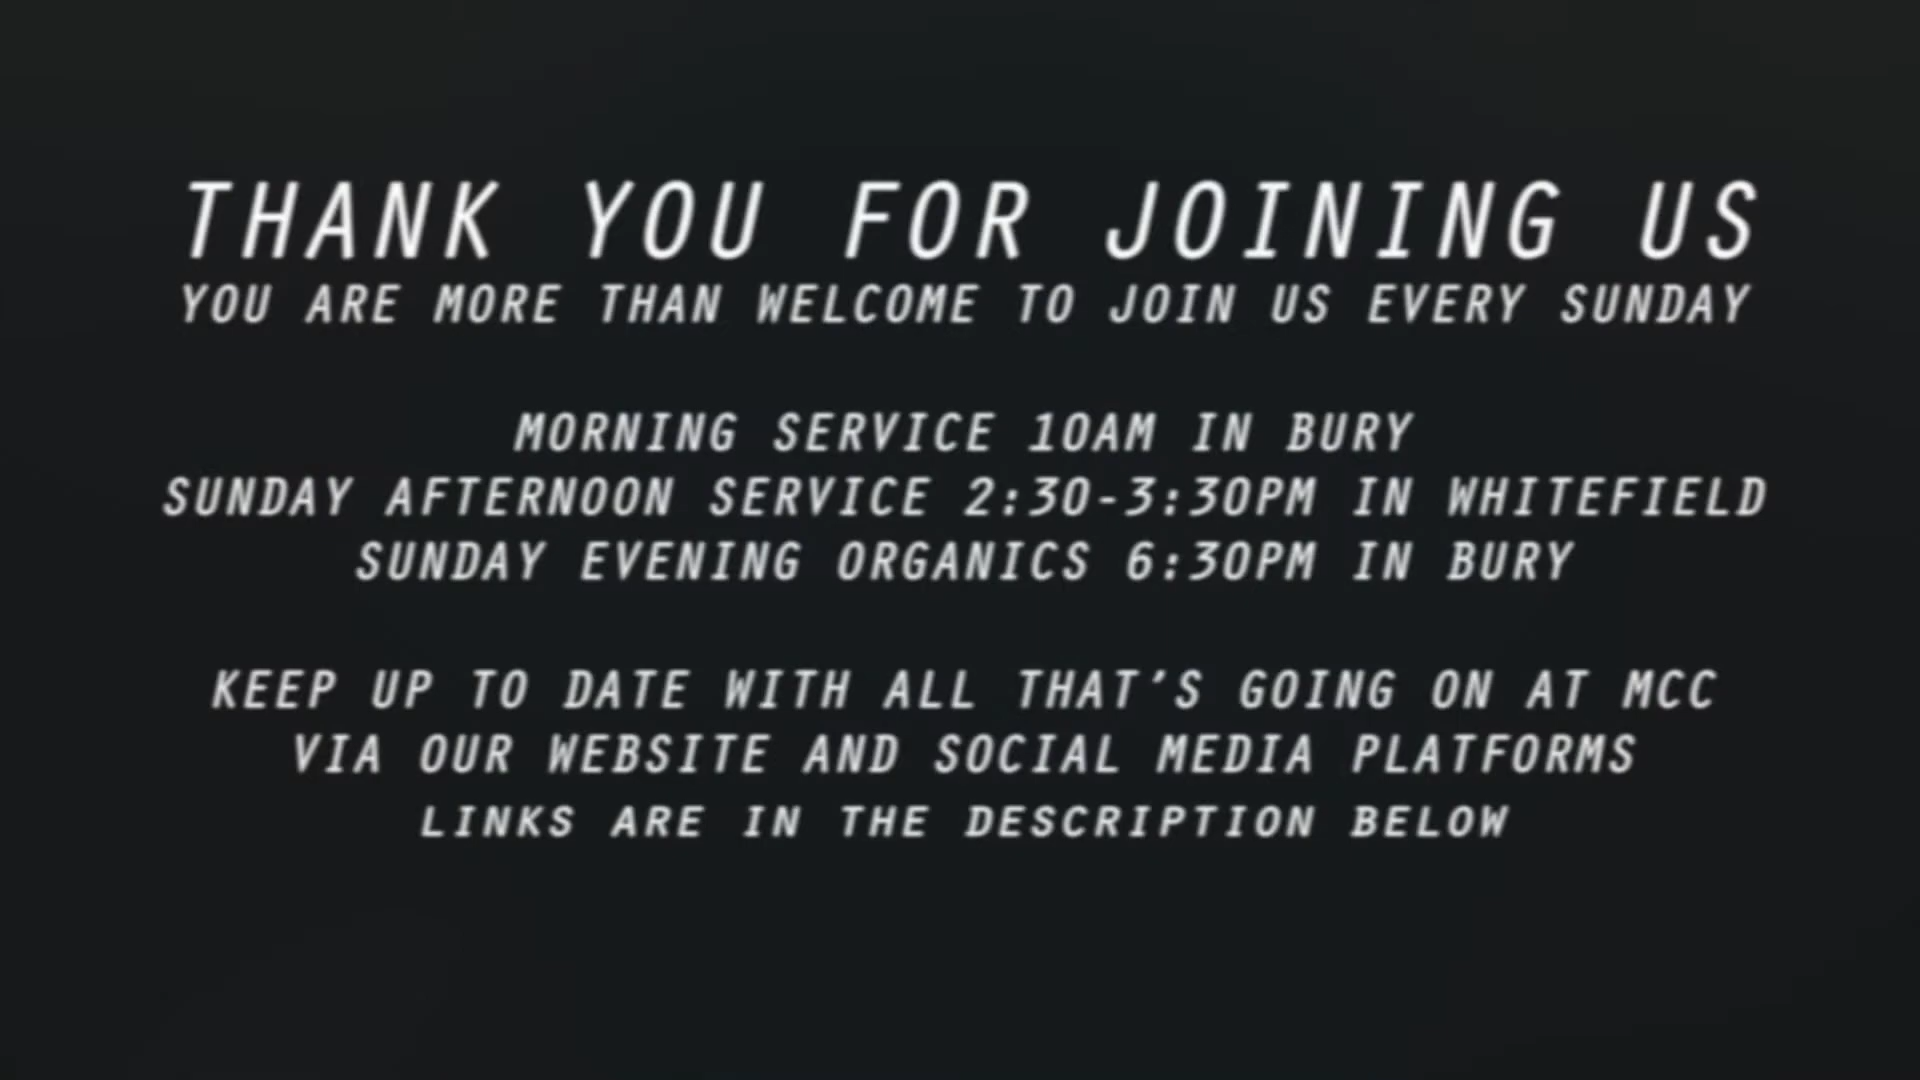 THANK YOU FOR JOINING US
YOU ARE MORE THAN WELCOME TO JOIN US EVERY SUNDAY
MORNING SERVICE 10AM IN BURY
SUNDAY AFTERNOON SERVICE 2:30-3:30PM IN WHITEFIELD
SUNDAY EVENING ORGANICS 6:30PM IN BURY
KEEP UP TO DATE WITH ALL THAT'S GOING ON AT MCC
VIA OUR WEBSITE AND SOCIAL MEDIA PLATFORMS
LINKS ARE IN THE DESCRIPTION BELOW